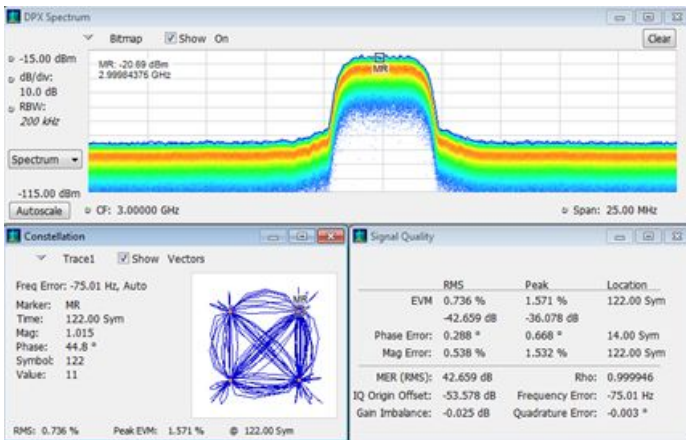 DPX Spectrum
Bitmap Show On Clear
-15.00 dBm
MR: -20.69 dBm
2.99984376 GHz
MR
dB/div:
10.0 dB
RBW:
200 kHz
Spectrum
-115.00 dBm
Autoscale CF: 3.00000 GHz Span: 25.00 MHz
Constellation
Trace1 Show Vectors
Freq Error: -75.01 Hz, Auto
Marker: MR
Time: 122.00 Sym
Mag: 1.015
Phase: 44.8 °
Symbol: 122
Value: 11
MR
RMS: 0.736 % Peak EVM: 1.571 % @ 122.00 Sym
Signal Quality
RMS Peak Location
EVM 0.736 % 1.571 % 122.00 Sym
-42.659 dB -36.078 dB
Phase Error: 0.288 ° 0.668 ° 14.00 Sym
Mag Error: 0.538 % 1.532 % 122.00 Sym
MER (RMS): 42.659 dB Rho: 0.999946
IQ Origin Offset: -53.578 dB Frequency Error: -75.01 Hz
Gain Imbalance: -0.025 dB Quadrature Error: -0.003 °